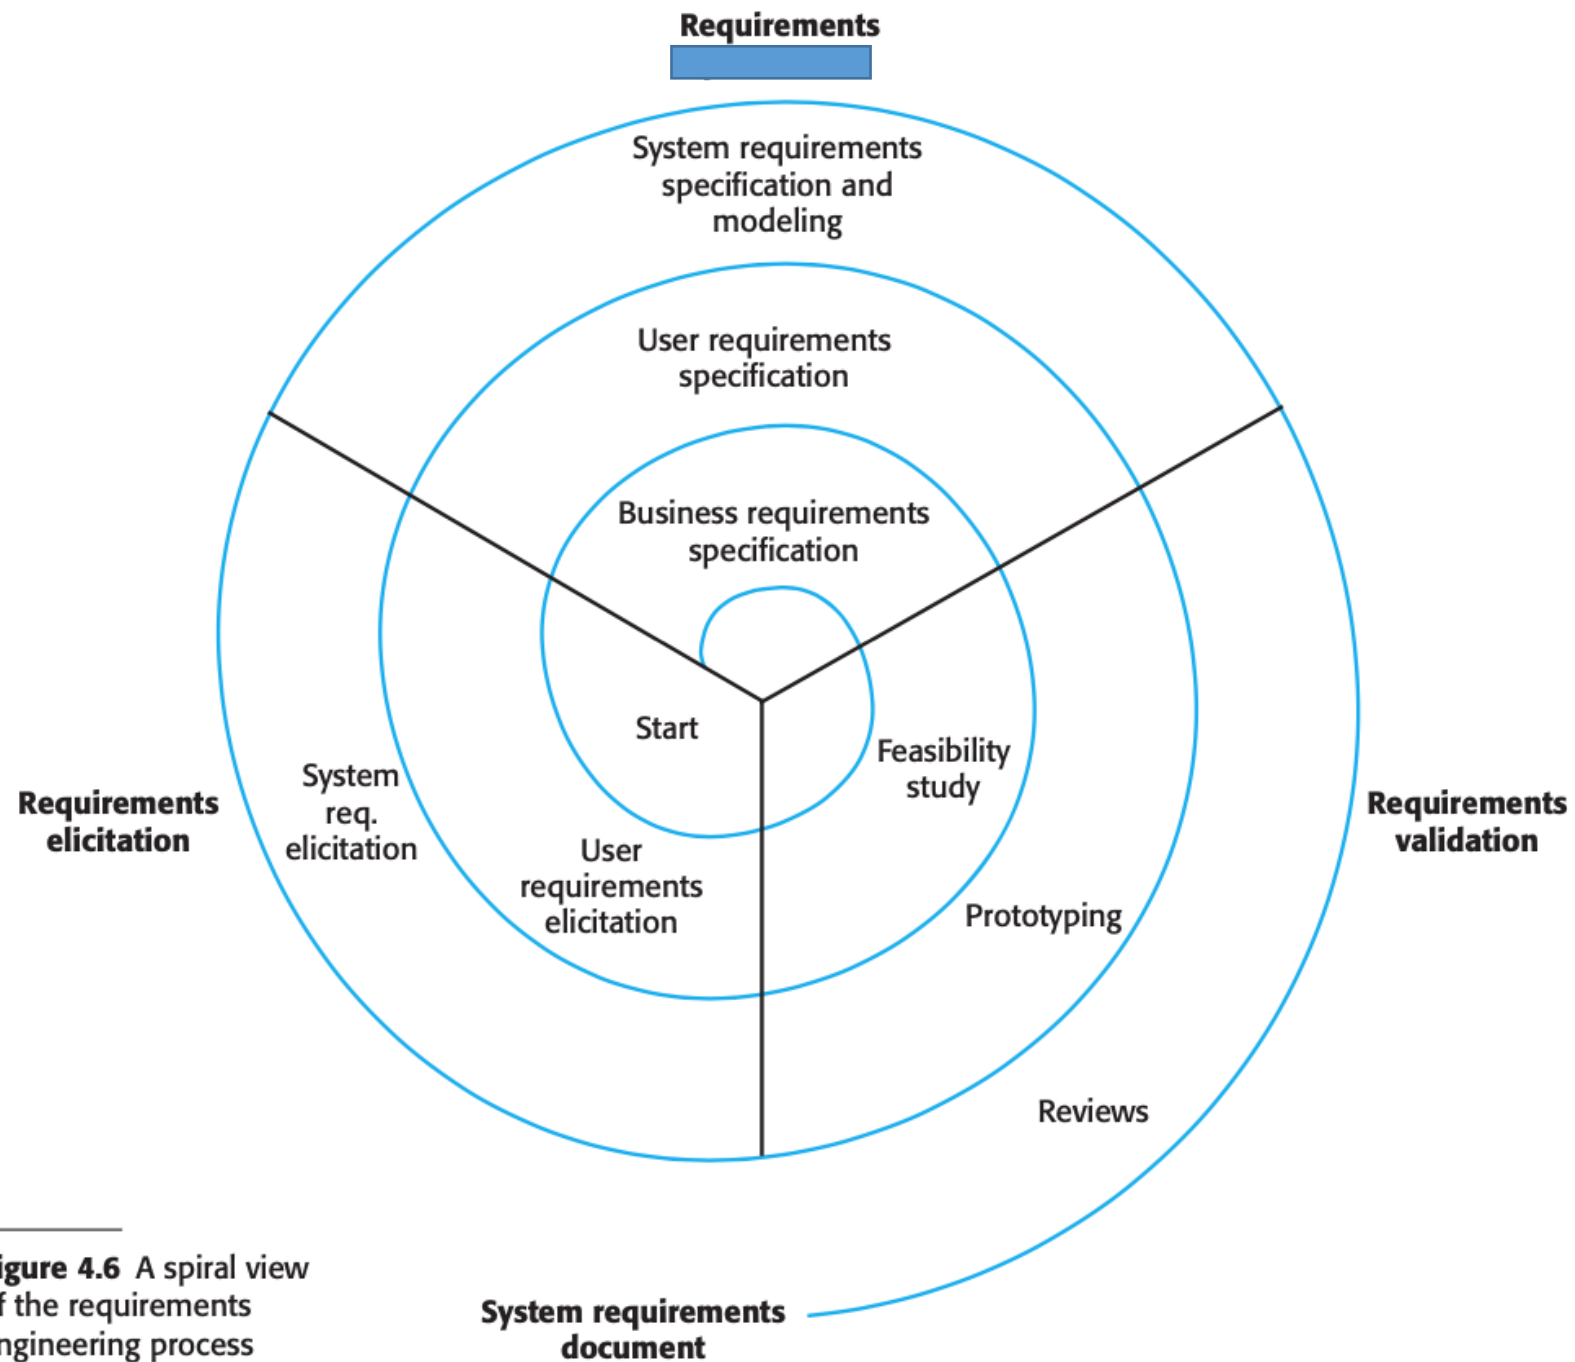 Requirements
System requirements
specification and
modeling
User requirements
specification
Business requirements
specification
Start
Feasibility
study
System
req.
elicitation
Requirements
elicitation
Requirements
validation
User
requirements
elicitation
Prototyping
Reviews
igure 4.6 A spiral view
f the requirements
ngineering process
System requirements
document